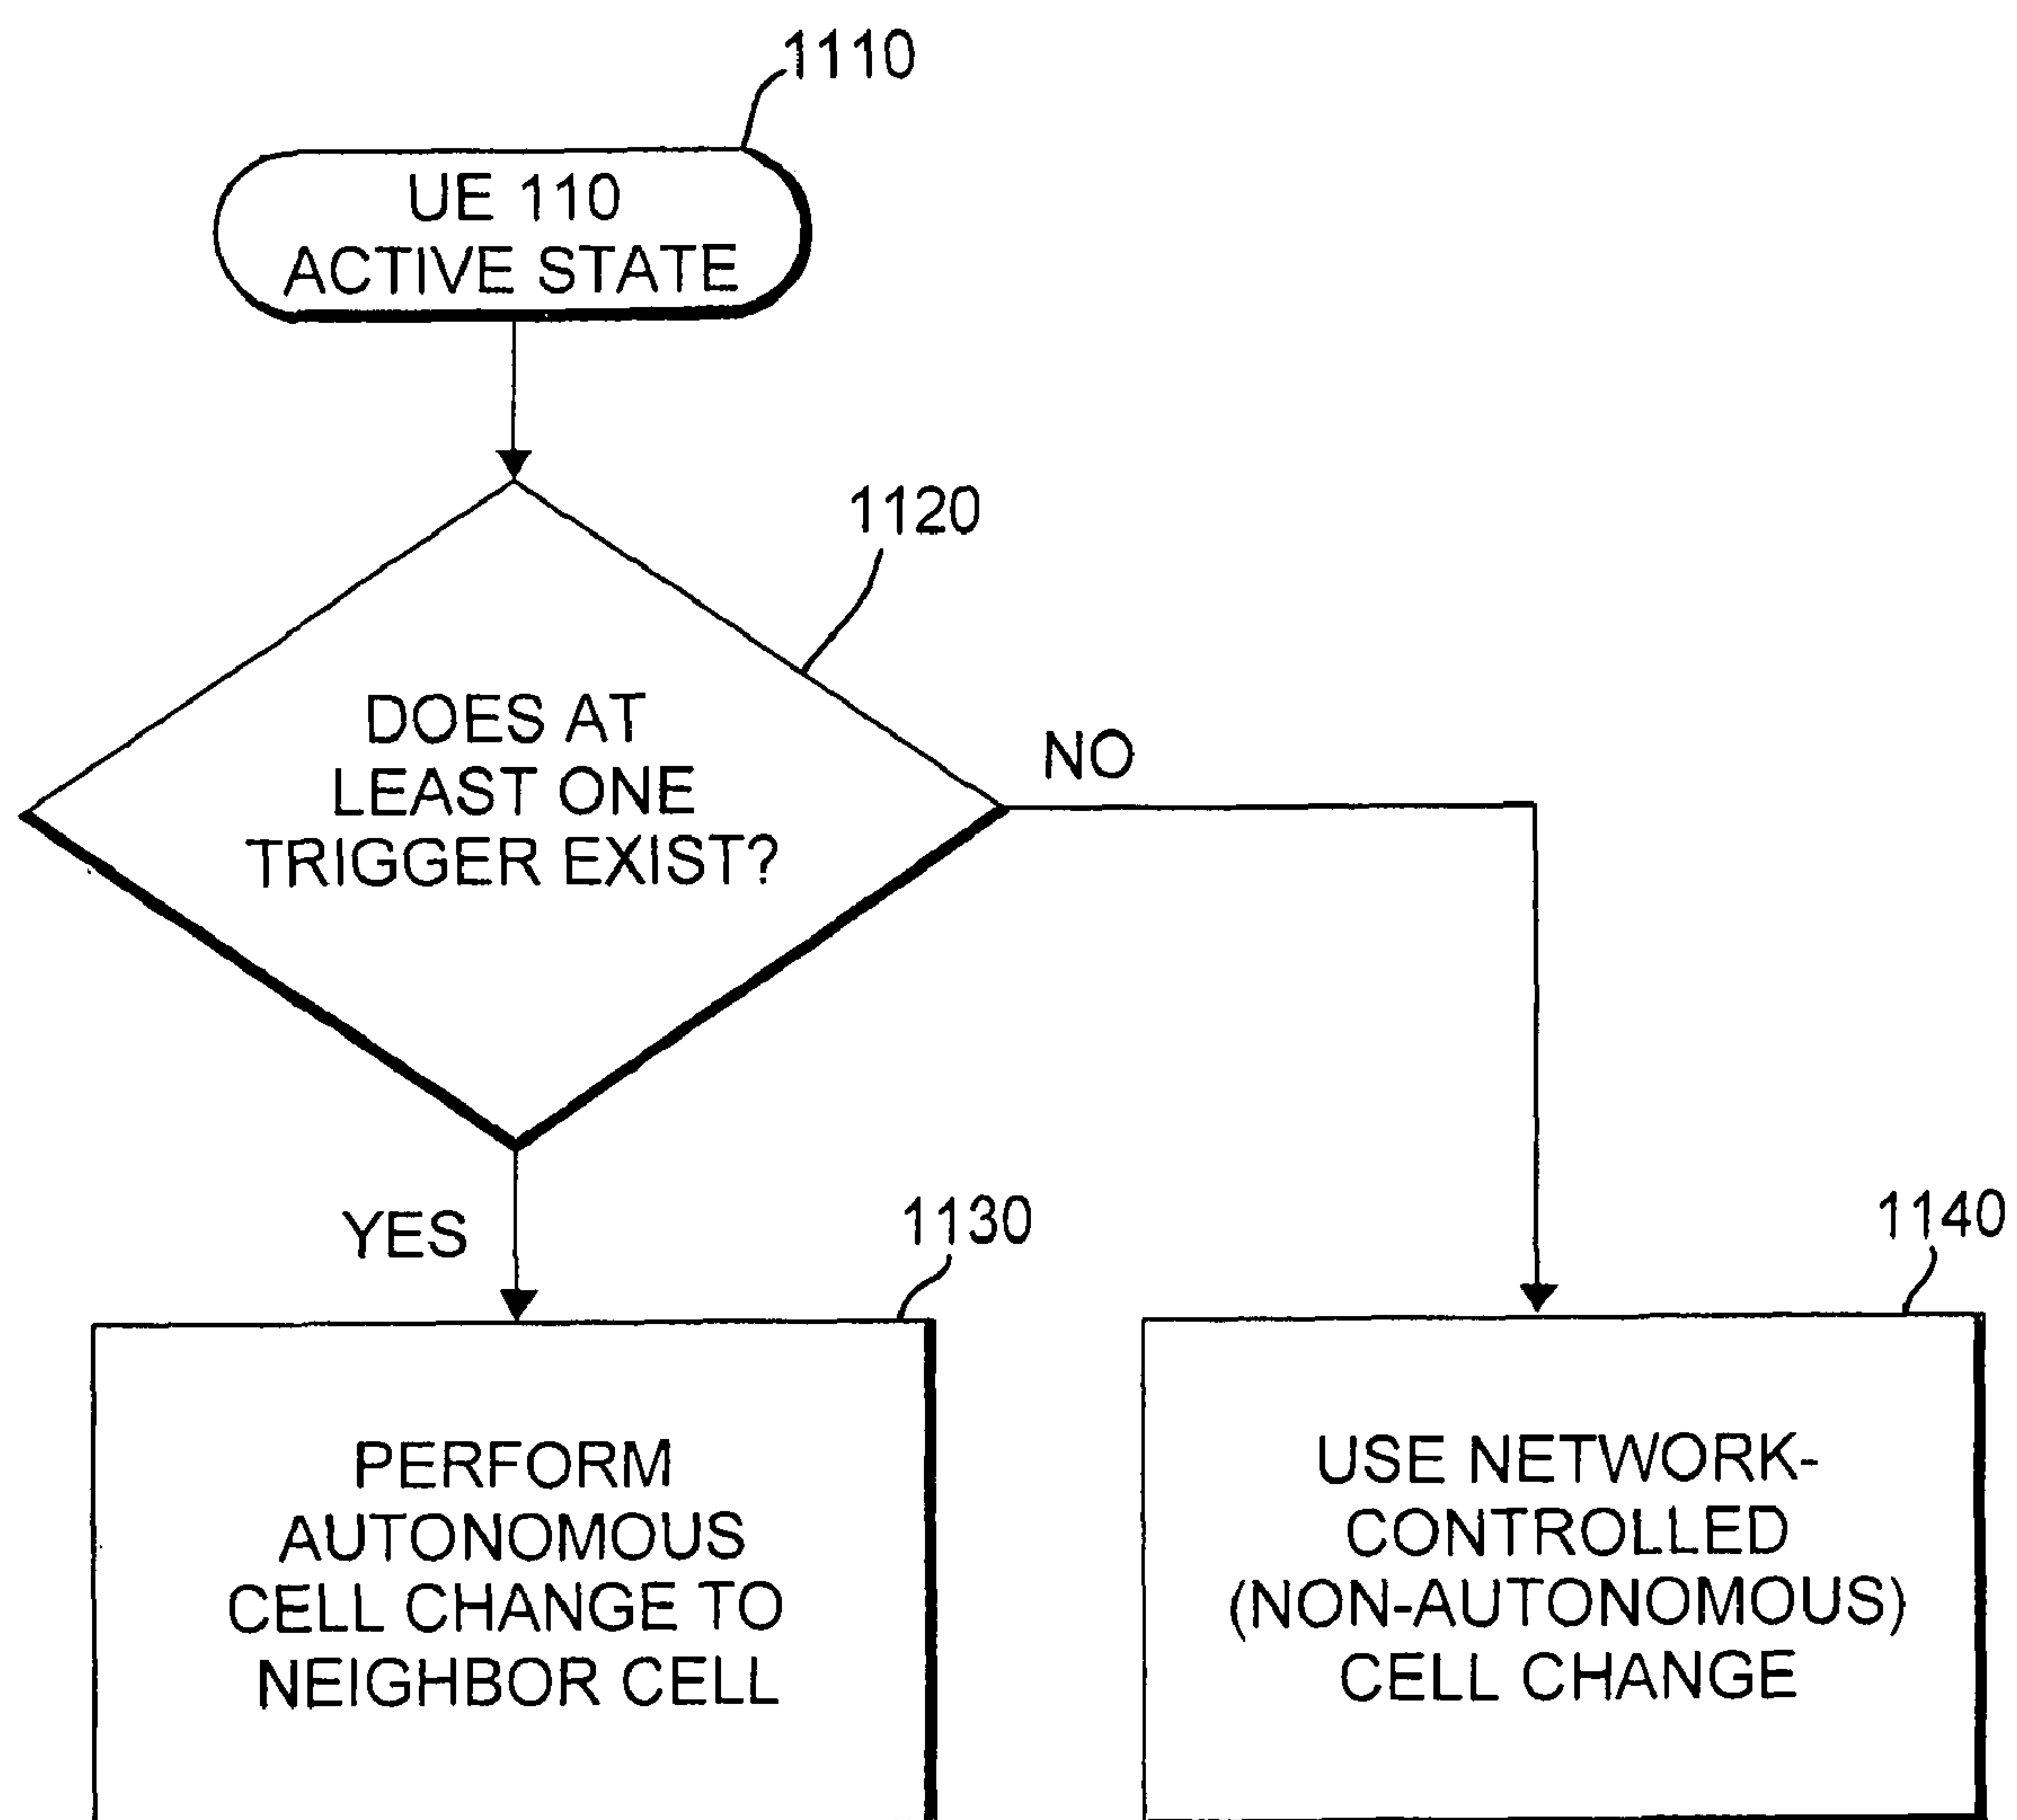 1110
UE 110
ACTIVE STATE
1120
DOES AT
LEAST ONE
TRIGGER EXIST?
NO
YES
1130
1140
PERFORM
AUTONOMOUS
CELL CHANGE TO
NEIGHBOR CELL
USE NETWORK-
CONTROLLED
(NON-AUTONOMOUS)
CELL CHANGE